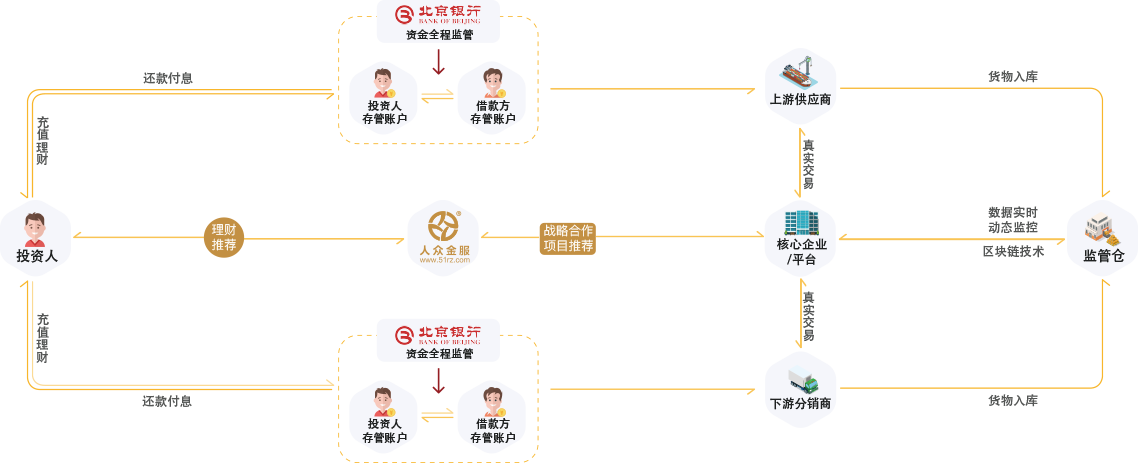 北京银行
BANK OF BEIJING
资金全程监管
还款付息
投资人
存管账户
借款方
存管账户
上游供应商
货物入库
充值理财
真实交易
投资人
理财
推荐
人众金服
www.51rz.com
战略合作
项目推荐
核心企业
/平台
数据实时
动态监控
区块链技术
监管仓
充值理财
真实交易
北京银行
BANK OF BEIJING
资金全程监管
还款付息
投资人
存管账户
借款方
存管账户
下游分销商
货物入库